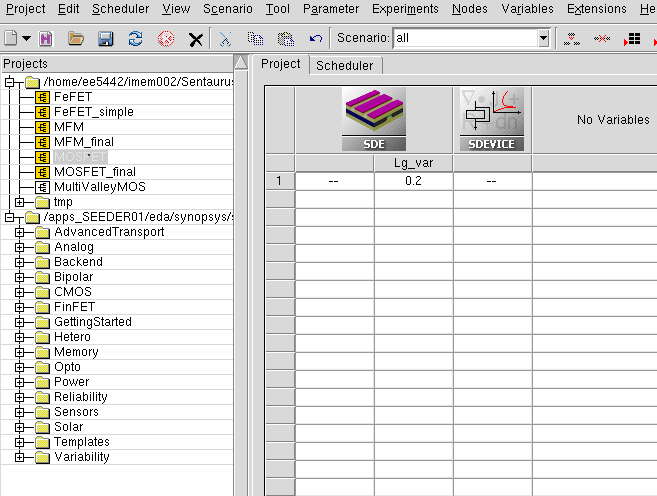 Project Edit Scheduler View Scenario Tool Parameter Experiments Nodes Variables Extensions He
Scenario: all
Projects
Project Scheduler
/home/ee5442/imem002/Sentaurus
FeFET
FeFET_simple
MFM
MFM_final
MOSFET
MOSFET_final
MultiValleyMOS
tmp
/apps_SEEDER01/eda/synopsys/s
AdvancedTransport
Analog
Backend
Bipolar
CMOS
FinFET
GettingStarted
Hetero
Memory
Opto
Power
Reliability
Sensors
Solar
Templates
Variability
SDE SDEVICE No Variables
Lg_var
1 -- 0.2 --